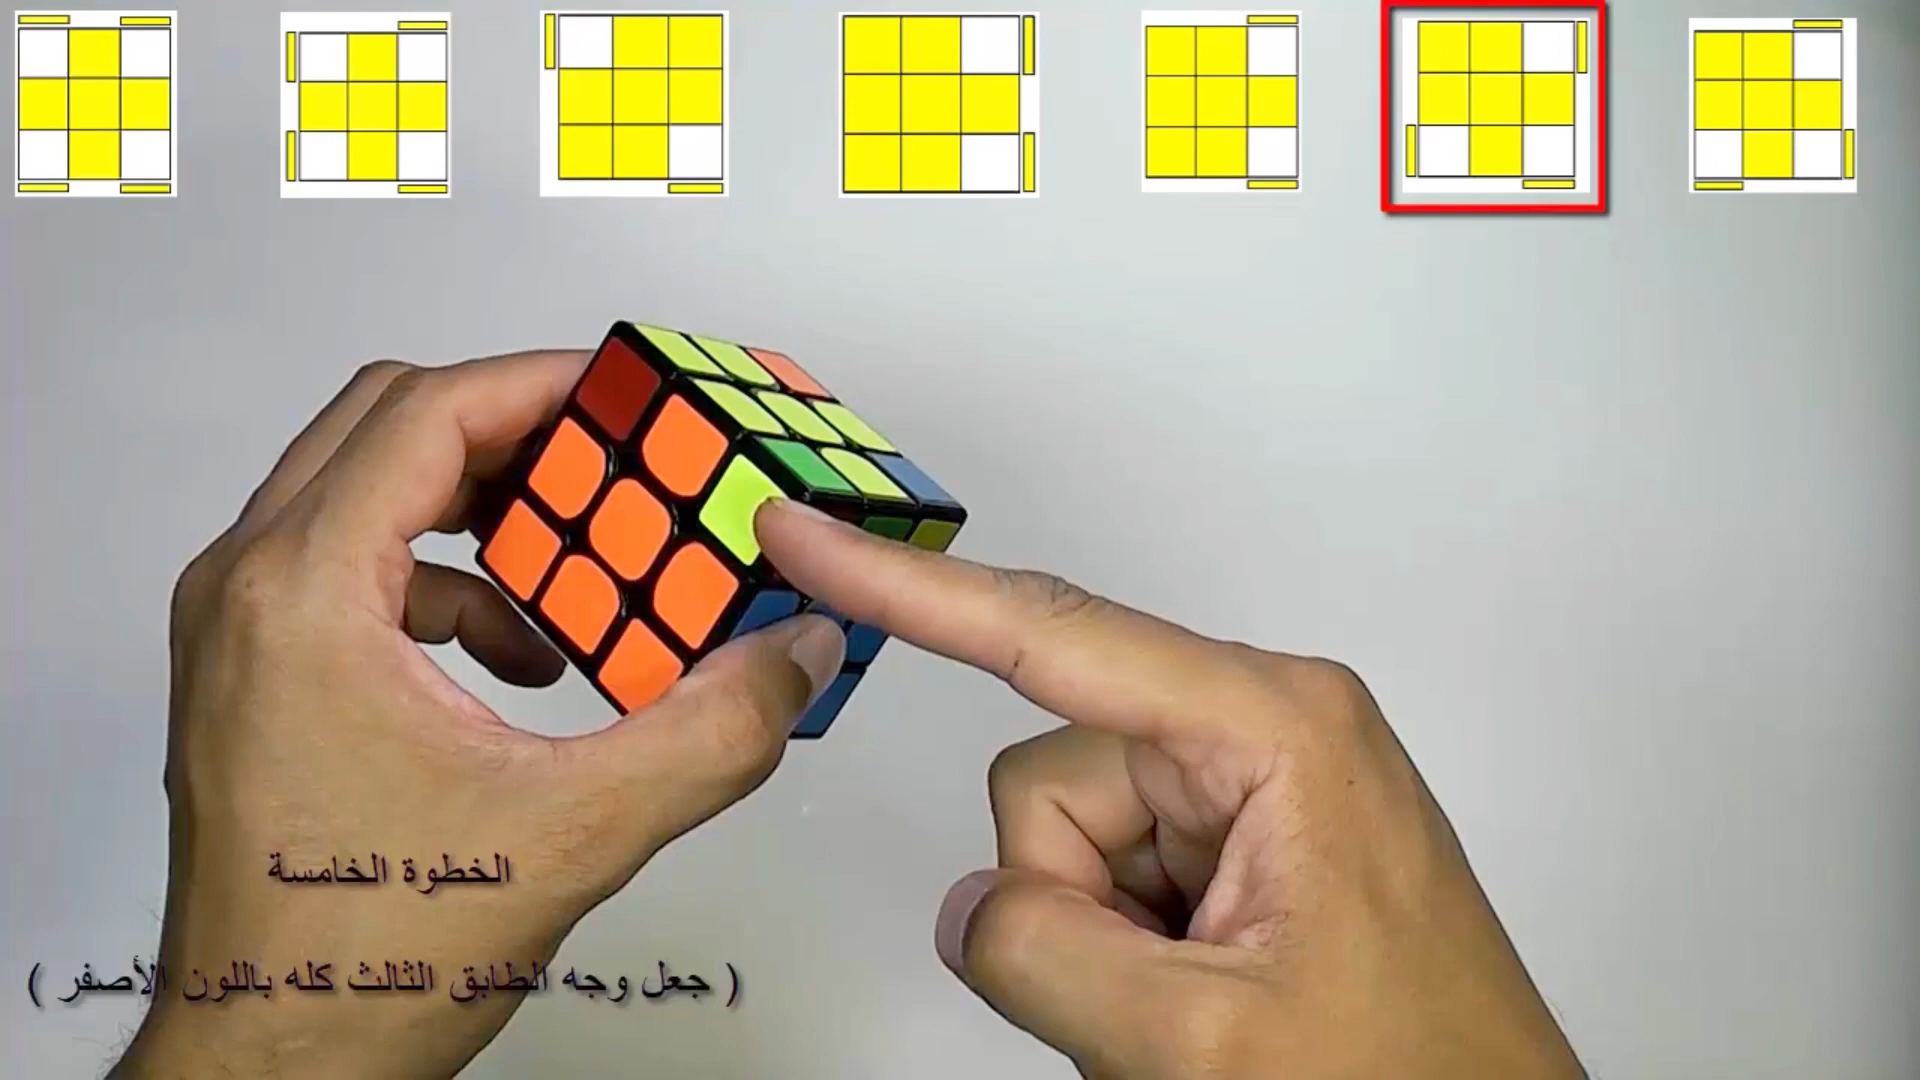 الخطوة الخامسة
( جعل وجه الطابق الثالث كله باللون الأصفر )